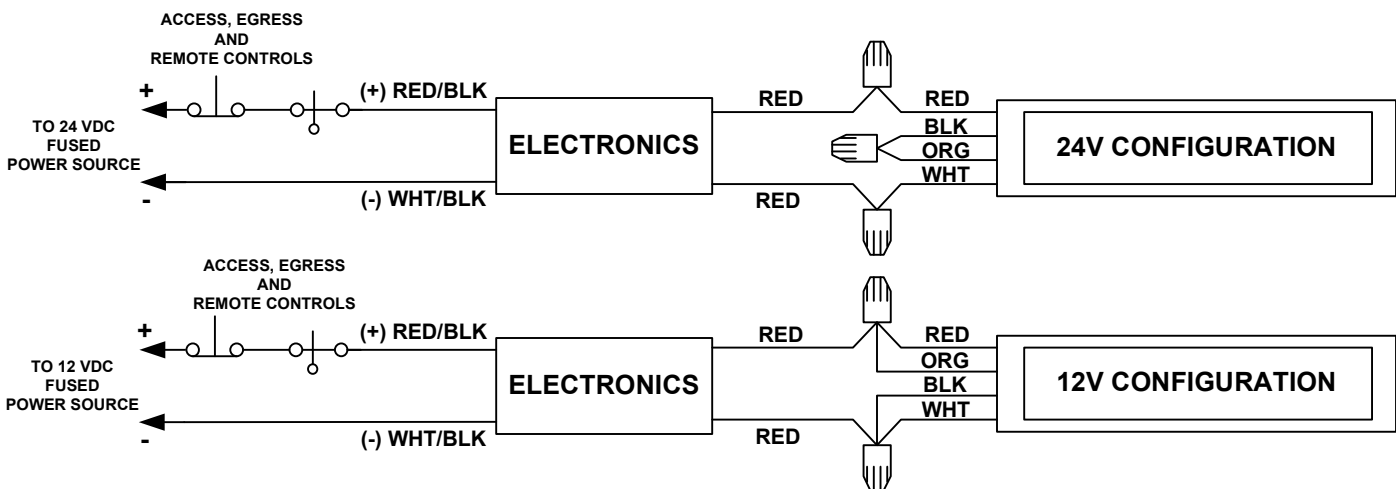 ACCESS, EGRESS
AND
REMOTE CONTROLS
+
(+) RED/BLK
TO 24 VDC
FUSED
POWER SOURCE
-
(-) WHT/BLK
ELECTRONICS
RED
RED
RED
BLK
ORG
WHT
24V CONFIGURATION
ACCESS, EGRESS
AND
REMOTE CONTROLS
+
(+) RED/BLK
TO 12 VDC
FUSED
POWER SOURCE
-
(-) WHT/BLK
ELECTRONICS
RED
RED
RED
ORG
BLK
WHT
12V CONFIGURATION